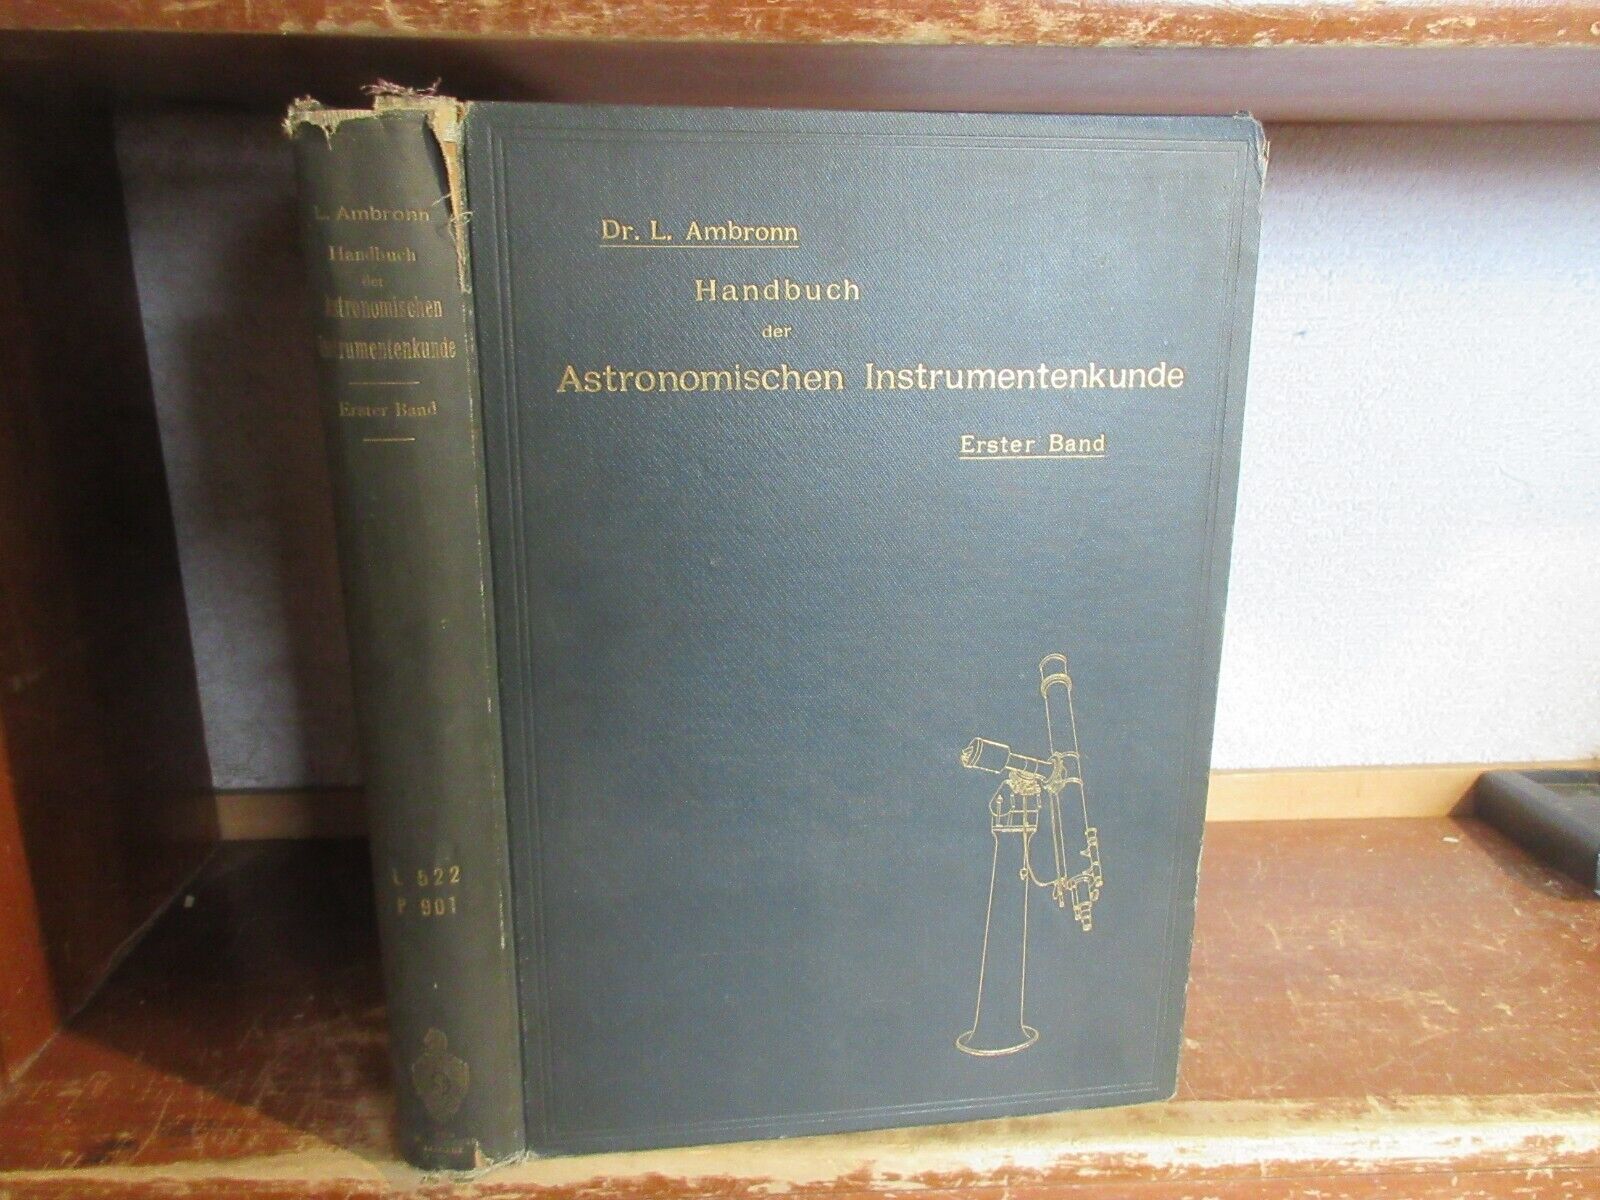 L. Ambronn
Handbuch
der
Astronomischen
Instrumentenkunde
Erster Band
L 522
P 901
Dr. L. Ambronn
Handbuch
der
Astronomischen Instrumentenkunde
Erster Band